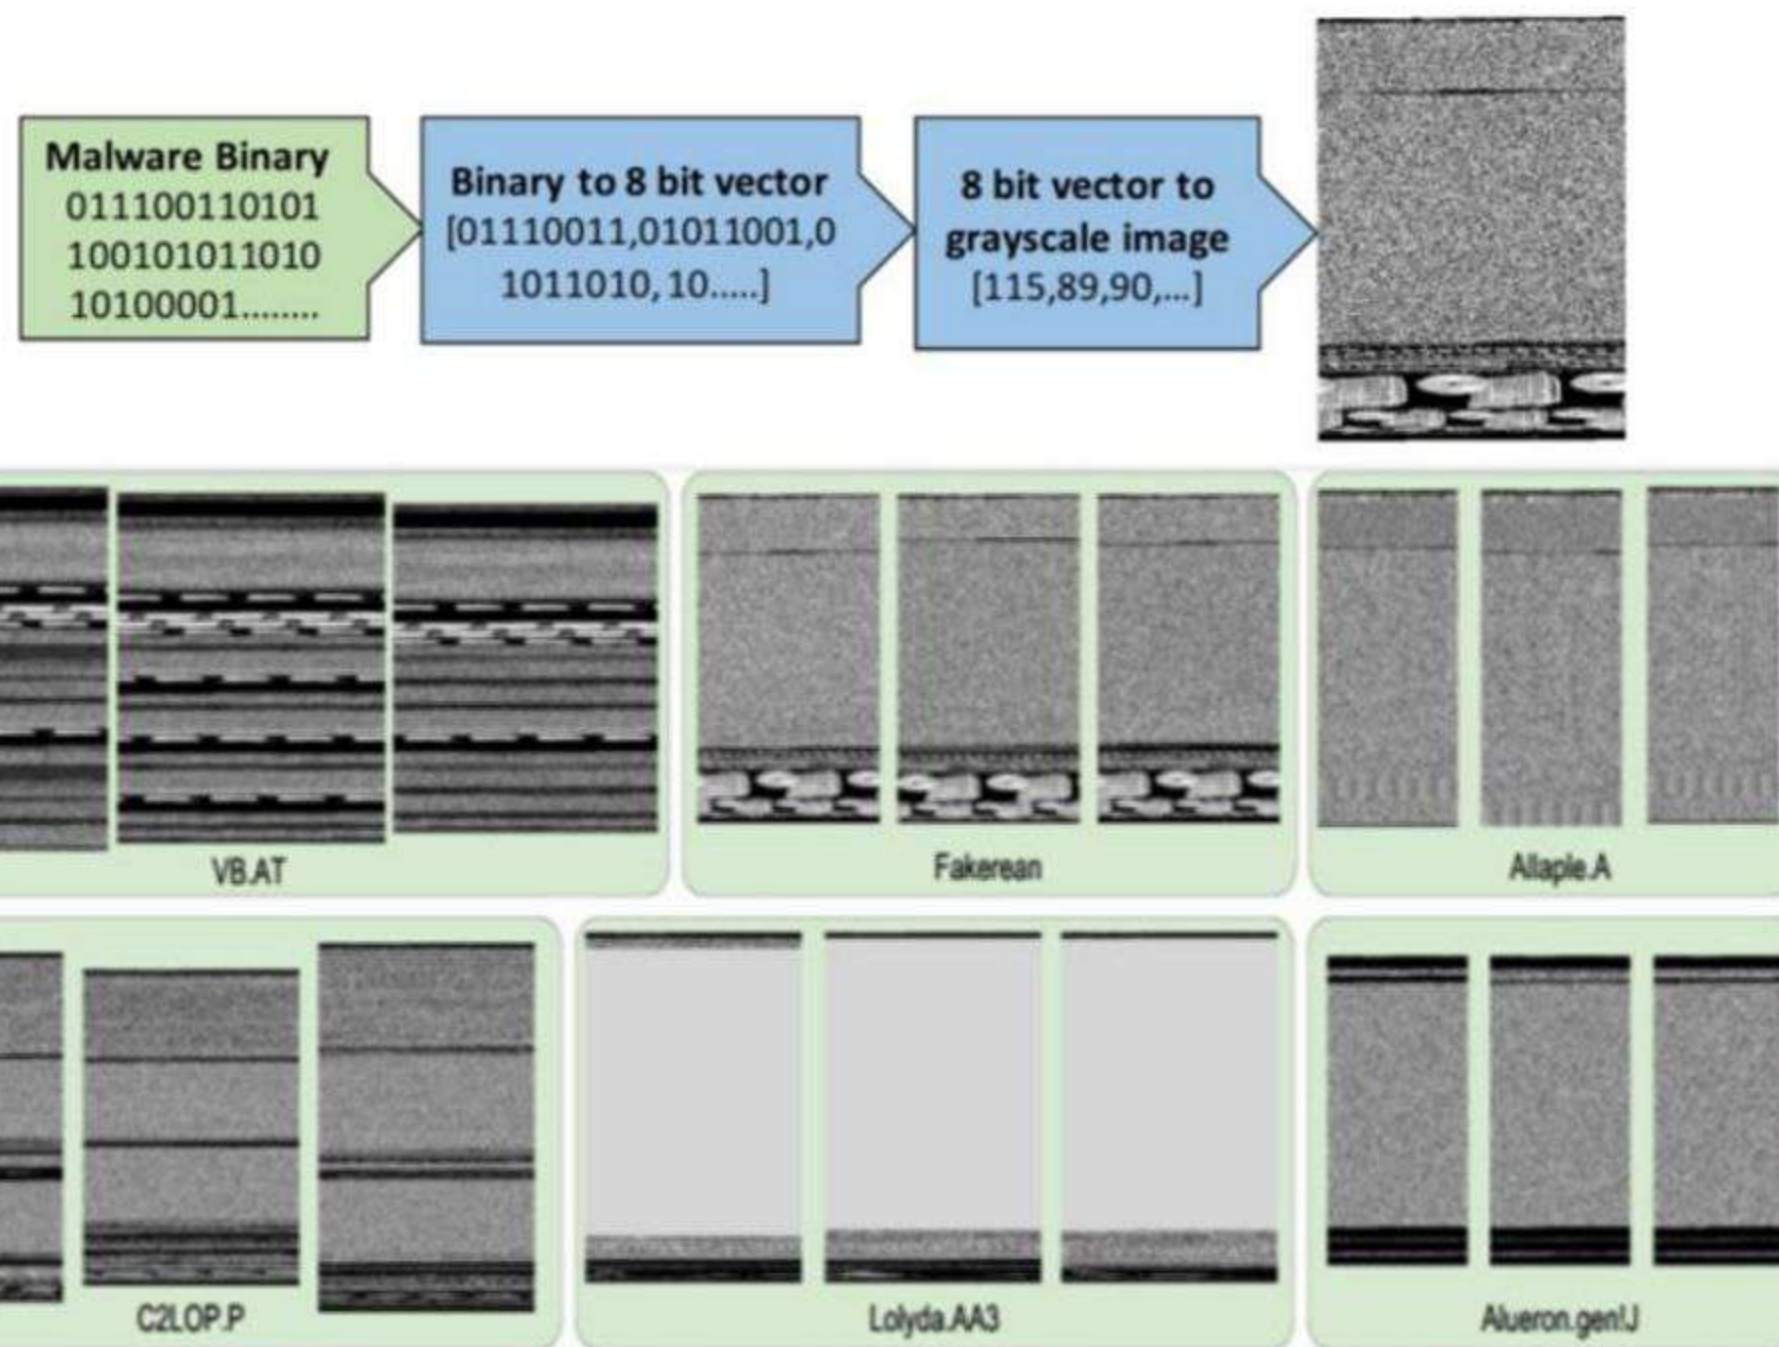 Malware Binary
011100110101
100101011010
10100001........
Binary to 8 bit vector
[01110011,01011001,0
1011010, 10.....]
8 bit vector to
grayscale image
[115,89,90,...]
VB.AT
Fakerean
Allaple.A
C2LOP.P
Lolyda.AA3
Alueron.gen!J